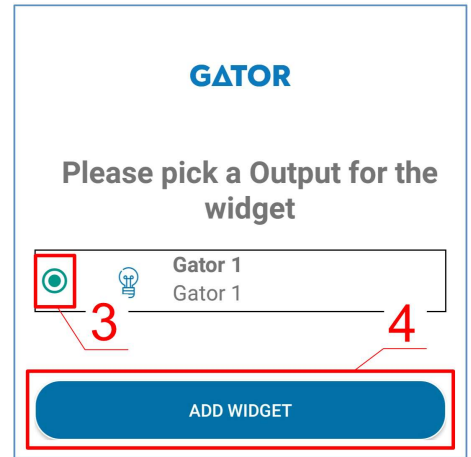 GATOR
Please pick a Output for the
widget
Gator 1
Gator 1
3
4
ADD WIDGET